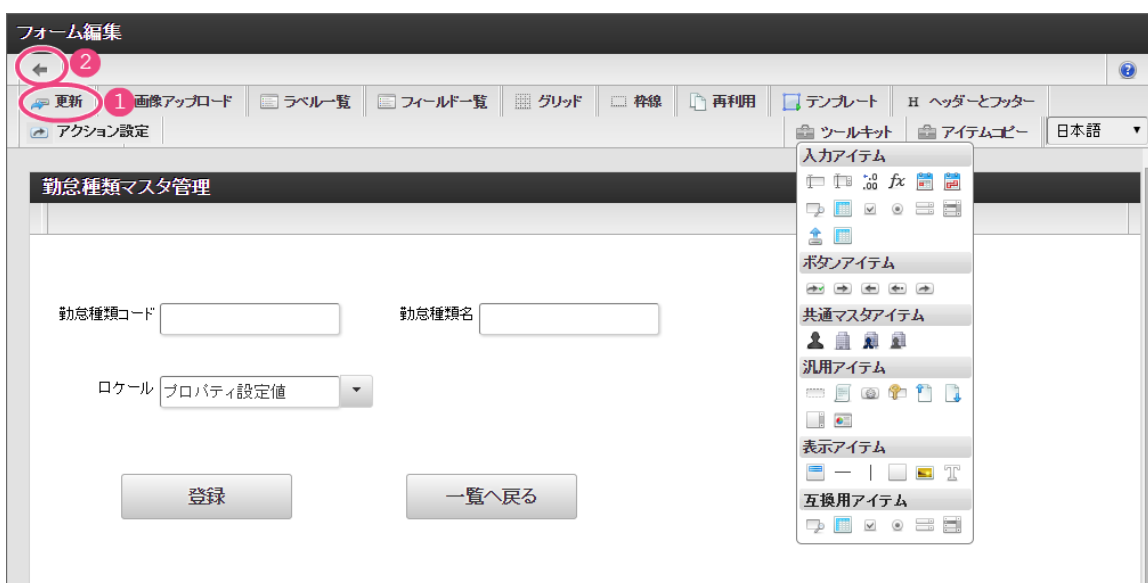 フォーム編集
2
更新 1 画像アップロード ラベル一覧 フィールド一覧 グリッド 枠線 再利用 テンプレート H ヘッダーとフッター
アクション設定 ツールキット アイテムコピー 日本語
入力アイテム
勤怠種類マスタ管理
.00 fx
ボタンアイテム
勤怠種類コード 勤怠種類名
共通マスタアイテム
汎用アイテム
ロケール プロパティ設定値
表示アイテム
T
登録 一覧へ戻る
互換用アイテム